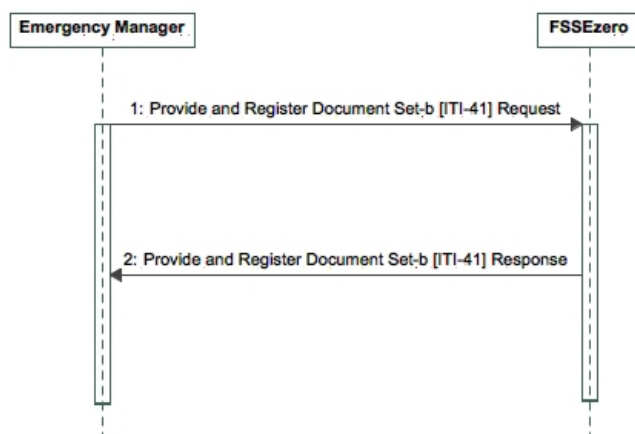 Emergency Manager
FSSEzero
1: Provide and Register Document Set-b [ITI-41] Request
2: Provide and Register Document Set-b [ITI-41] Response